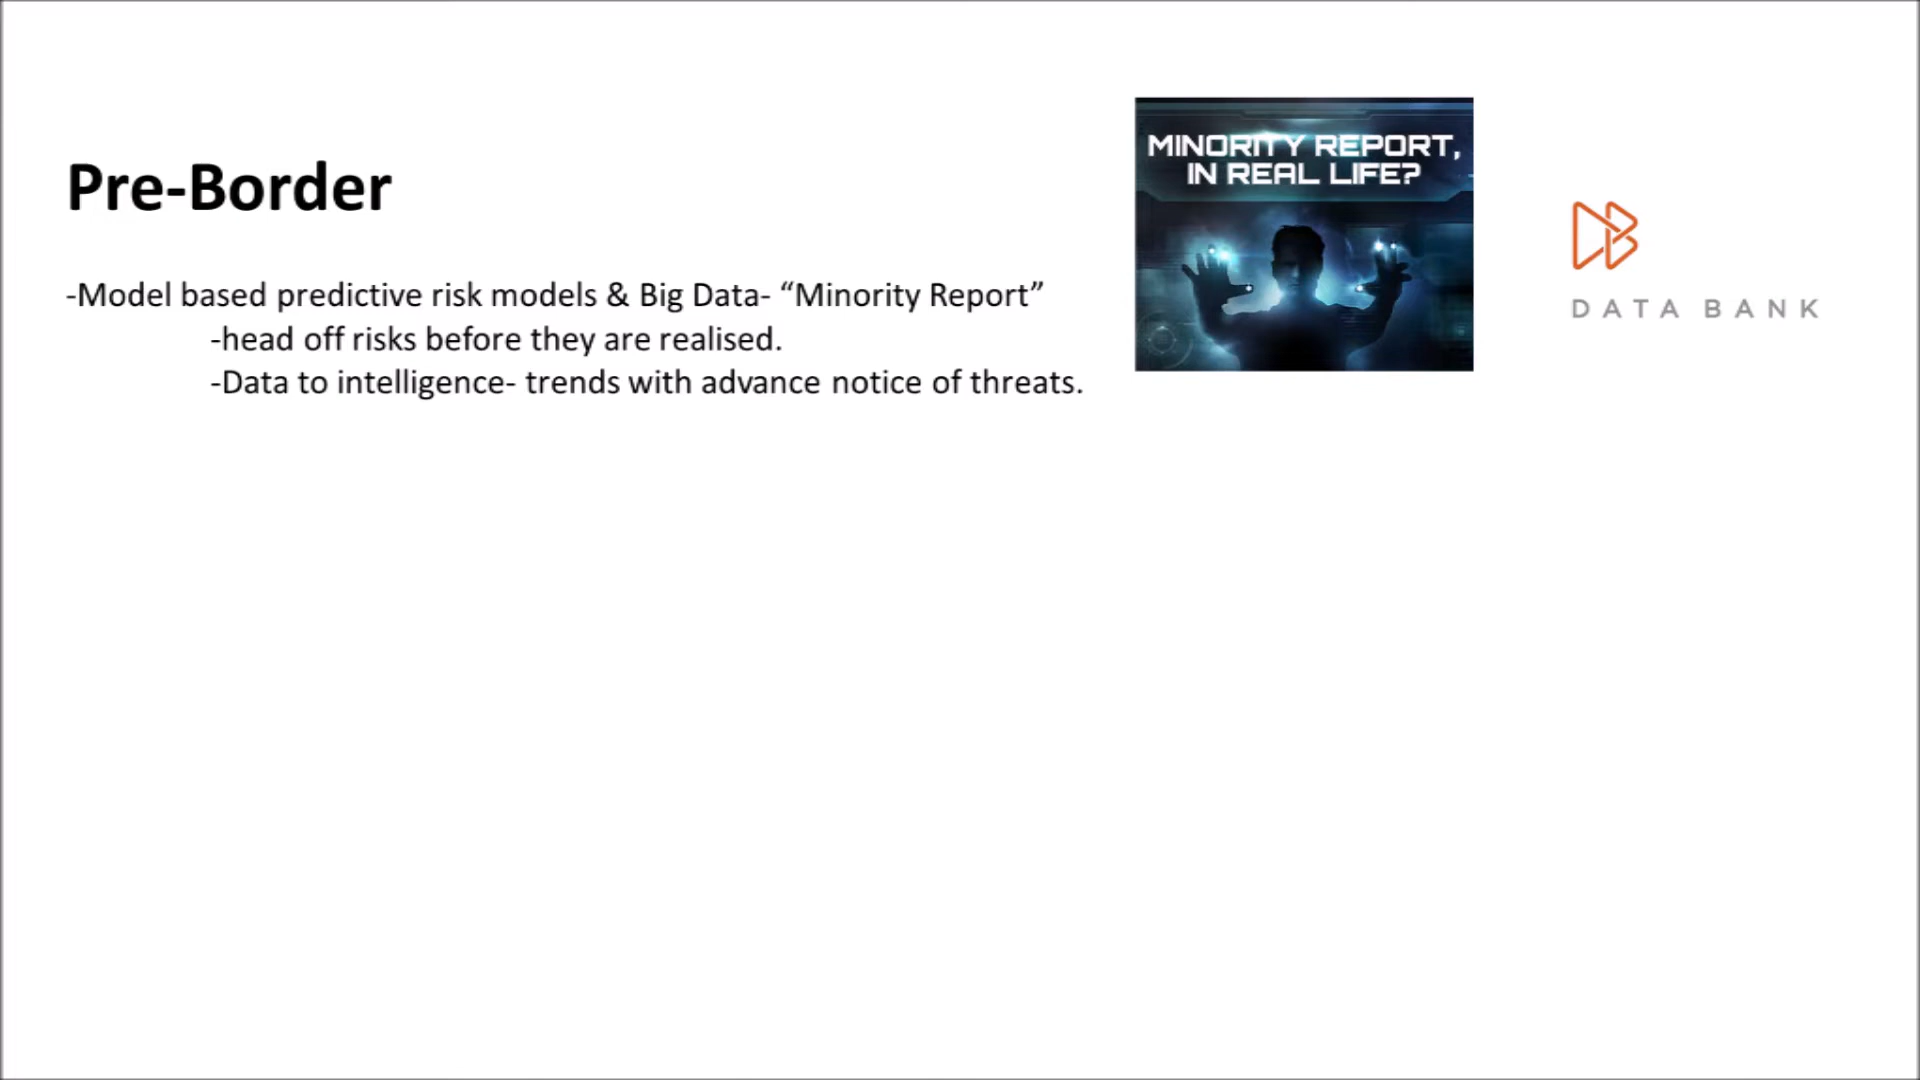 Pre-Border
-Model based predictive risk models & Big Data- “Minority Report”
-head off risks before they are realised.
-Data to intelligence- trends with advance notice of threats.
MINORITY REPORT,
IN REAL LIFE?
DATA BANK